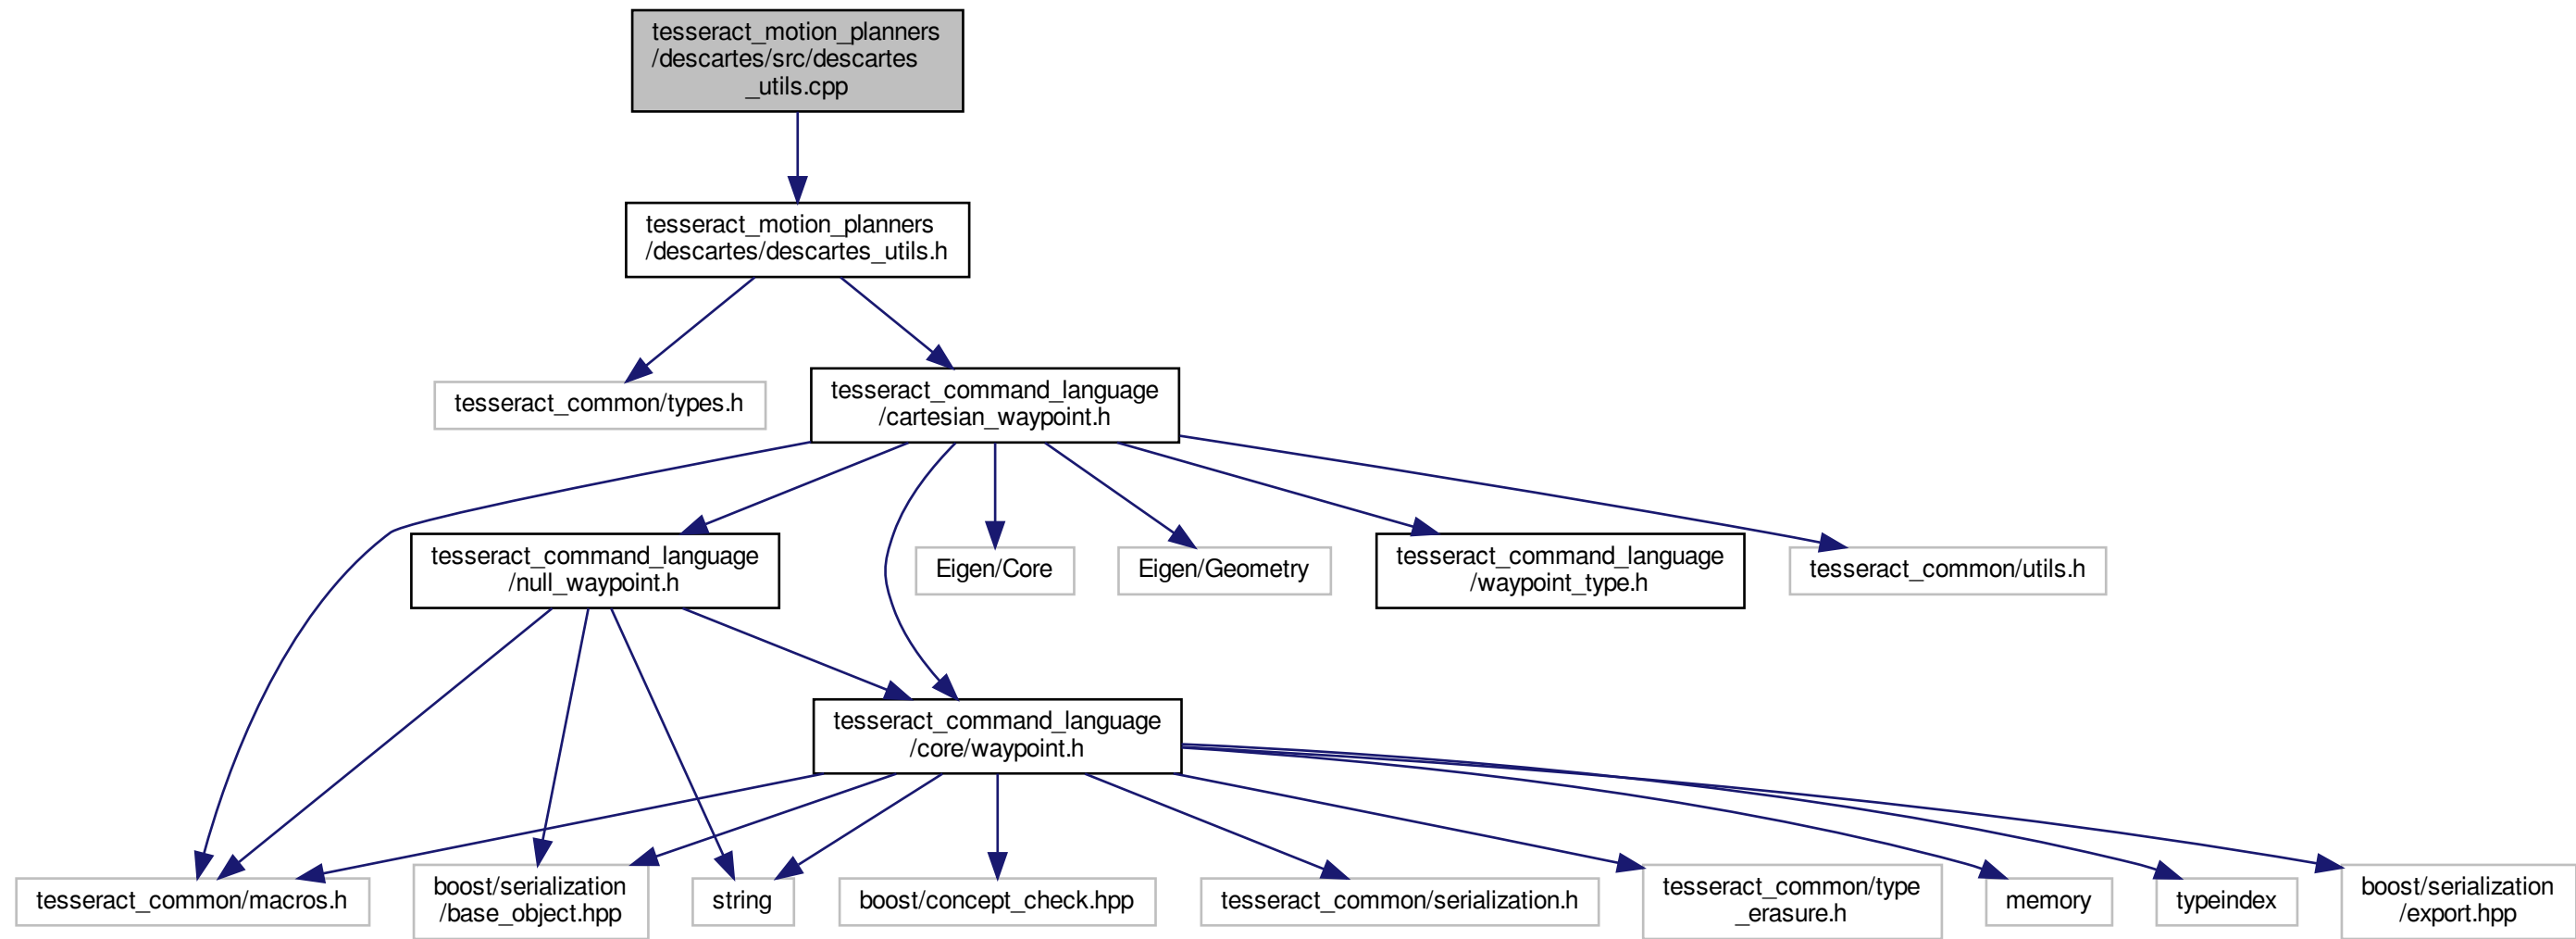 tesseract_motion_planners
/descartes/src/descartes
_utils.cpp
tesseract_motion_planners
/descartes/descartes_utils.h
tesseract_common/types.h
tesseract_command_language
/cartesian_waypoint.h
tesseract_command_language
/null_waypoint.h
Eigen/Core
Eigen/Geometry
tesseract_command_language
/waypoint_type.h
tesseract_common/utils.h
tesseract_command_language
/core/waypoint.h
tesseract_common/macros.h
boost/serialization
/base_object.hpp
string
boost/concept_check.hpp
tesseract_common/serialization.h
tesseract_common/type
_erasure.h
memory
typeindex
boost/serialization
/export.hpp